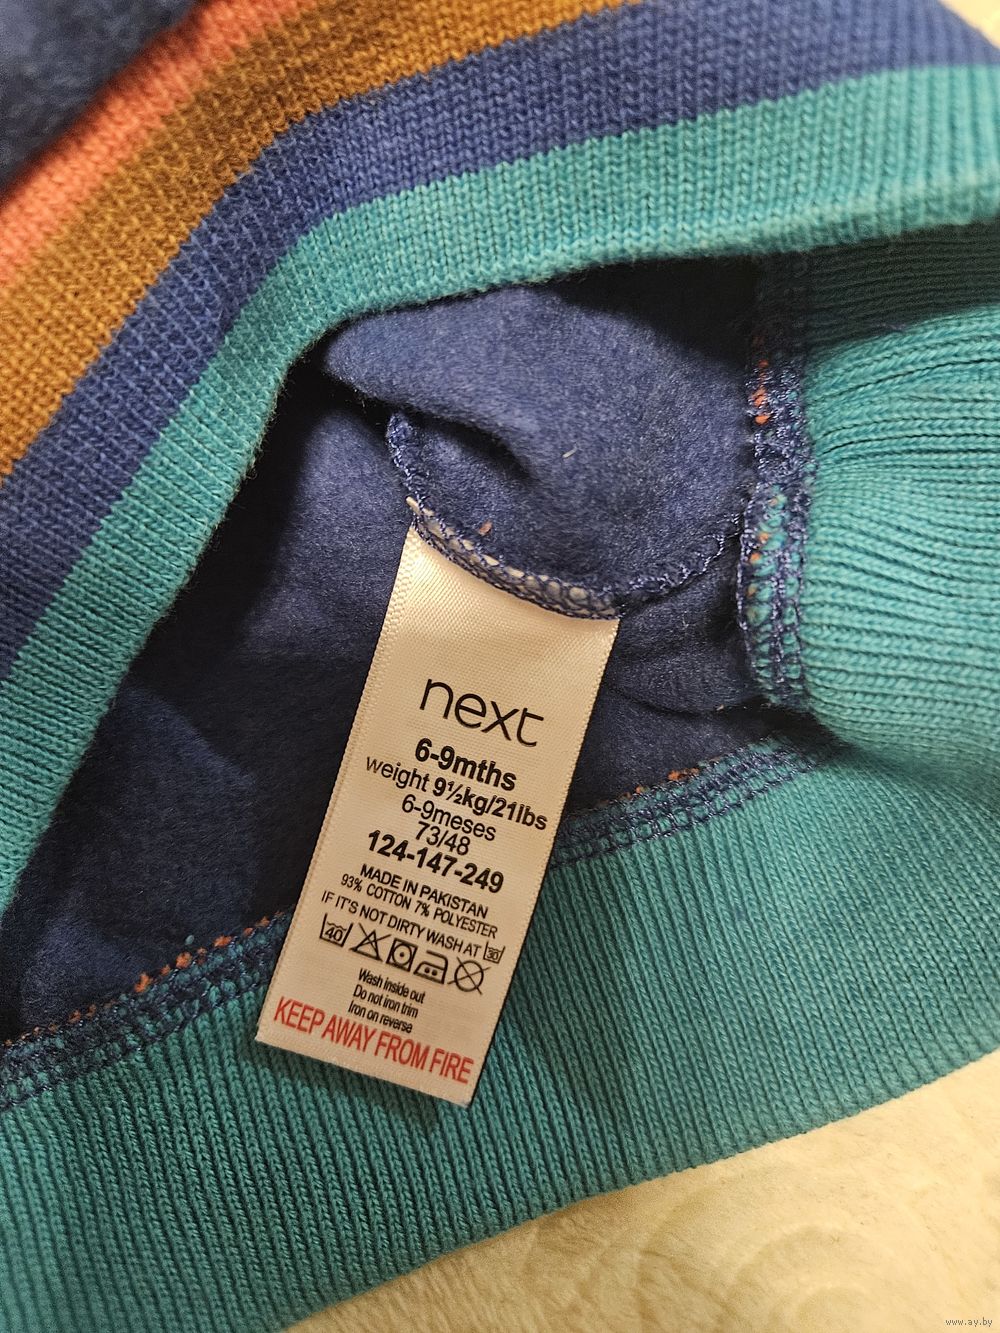 next
6-9mths
weight 9½kg/21lbs
6-9meses
73/48
124-147-249
MADE IN PAKISTAN
93% COTTON 7% POLYESTER
IF IT'S NOT DIRTY WASH AT 30
40
Wash inside out
Do not iron trim
Iron on reverse
KEEP AWAY FROM FIRE
www.ay.by